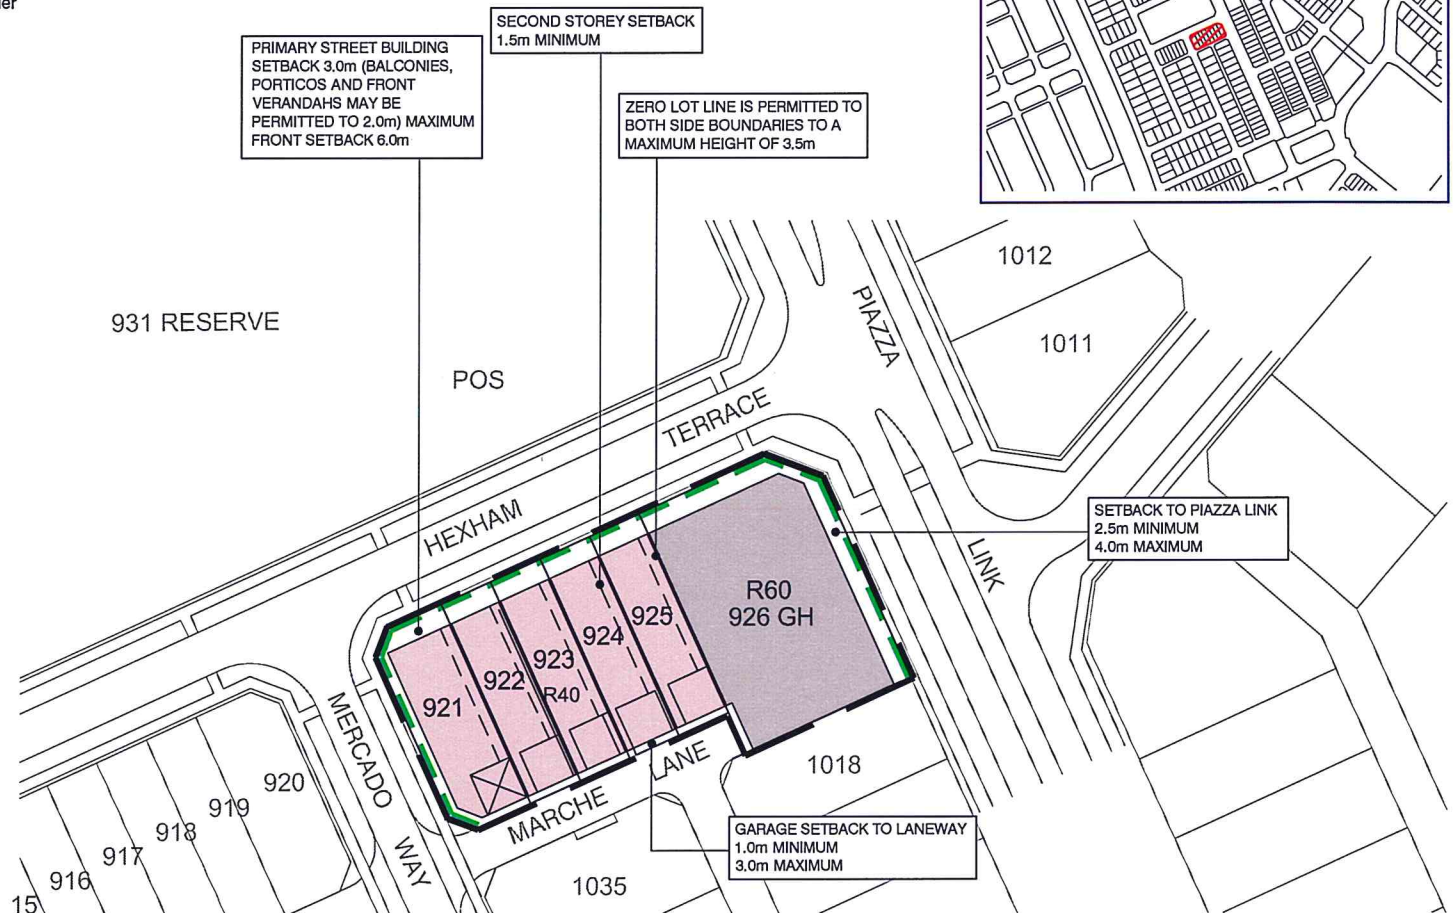 SECOND STOREY SETBACK
1.5m MINIMUM
PRIMARY STREET BUILDING
SETBACK 3.0m (BALCONIES,
PORTICOS AND FRONT
VERANDAHS MAY BE
PERMITTED TO 2.0m) MAXIMUM
FRONT SETBACK 6.0m
ZERO LOT LINE IS PERMITTED TO
BOTH SIDE BOUNDARIES TO A
MAXIMUM HEIGHT OF 3.5m
1012
931 RESERVE
PIAZZA
1011
POS
TERRACE
HEXHAM
SETBACK TO PIAZZA LINK
2.5m MINIMUM
4.0m MAXIMUM
LINK
R60
926 GH
925
924
923
922
R40
921
MERCADO
WAY
LANE
MARCHE
1018
920
919
918
917
916
15
GARAGE SETBACK TO LANEWAY
1.0m MINIMUM
3.0m MAXIMUM
1035